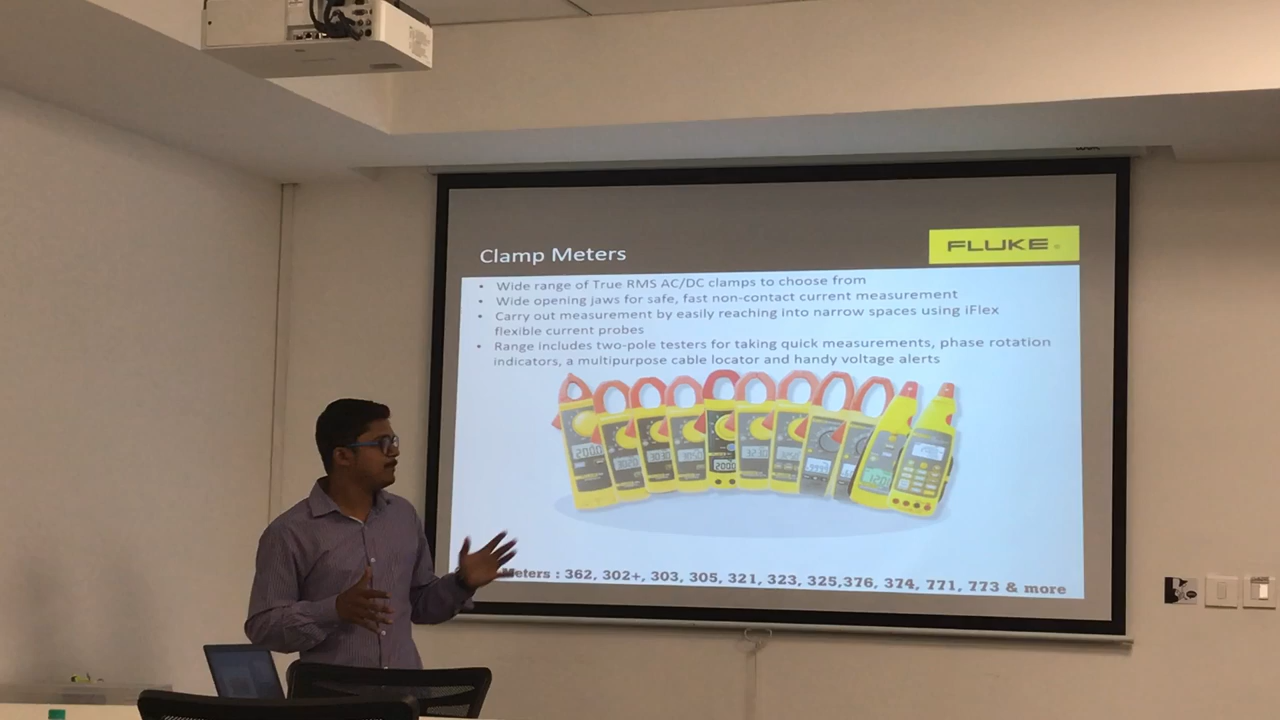 Clamp Meters
FLUKE
• Wide range of True RMS AC/DC clamps to choose from
• Wide opening jaws for safe, fast non-contact current measurement
• Carry out measurement by easily reaching into narrow spaces using iFlex
flexible current probes
• Range includes two-pole testers for taking quick measurements, phase rotation
indicators, a multipurpose cable locator and handy voltage alerts
Meters : 362, 302+, 303, 305, 321, 323, 325,376, 374, 771, 773 & more